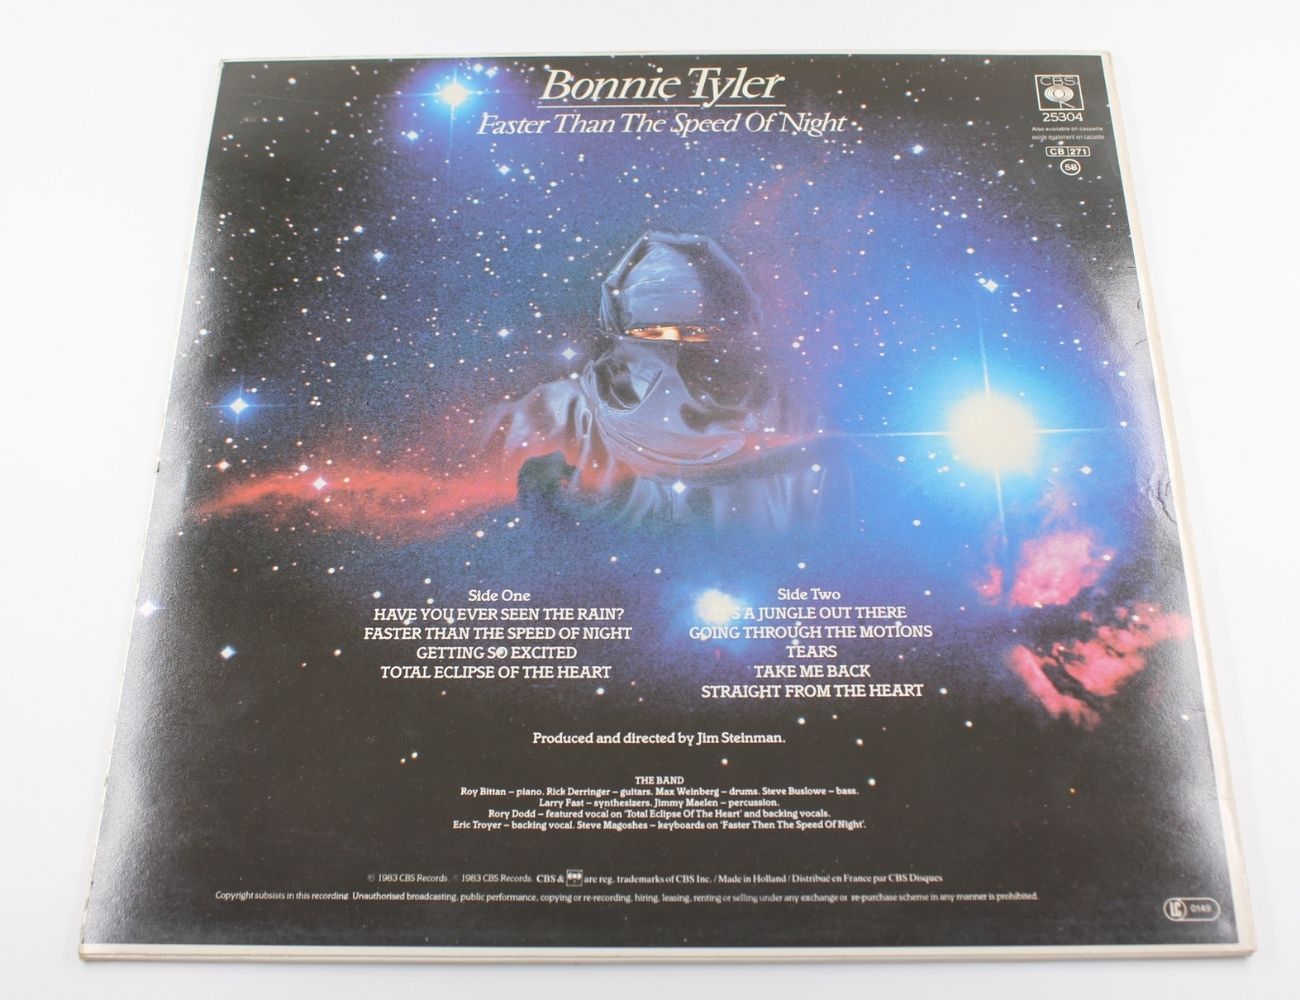 Bonnie Tyler
Faster Than The Speed Of Night
CBS
25304
Also available on cassette
existe également en cassette
CB 271
58
Side One
HAVE YOU EVER SEEN THE RAIN?
FASTER THAN THE SPEED OF NIGHT
GETTING SO EXCITED
TOTAL ECLIPSE OF THE HEART
Side Two
IT'S A JUNGLE OUT THERE
GOING THROUGH THE MOTIONS
TEARS
TAKE ME BACK
STRAIGHT FROM THE HEART
Produced and directed by Jim Steinman.
THE BAND
Roy Bittan – piano. Rick Derringer – guitars. Max Weinberg – drums. Steve Buslowe – bass.
Larry Fast – synthesizers. Jimmy Maelen – percussion.
Rory Dodd – featured vocal on 'Total Eclipse Of The Heart' and backing vocals.
Eric Troyer – backing vocal. Steve Magoshes – keyboards on 'Faster Then The Speed Of Night'.
℗ 1983 CBS Records. © 1983 CBS Records. CBS & are reg. trademarks of CBS Inc. / Made in Holland / Distribué en France par CBS Disques
Copyright subsists in this recording. Unauthorised broadcasting, public performance, copying or re-recording, hiring, leasing, renting or selling under any exchange or re-purchase scheme in any manner is prohibited.
LC 0149